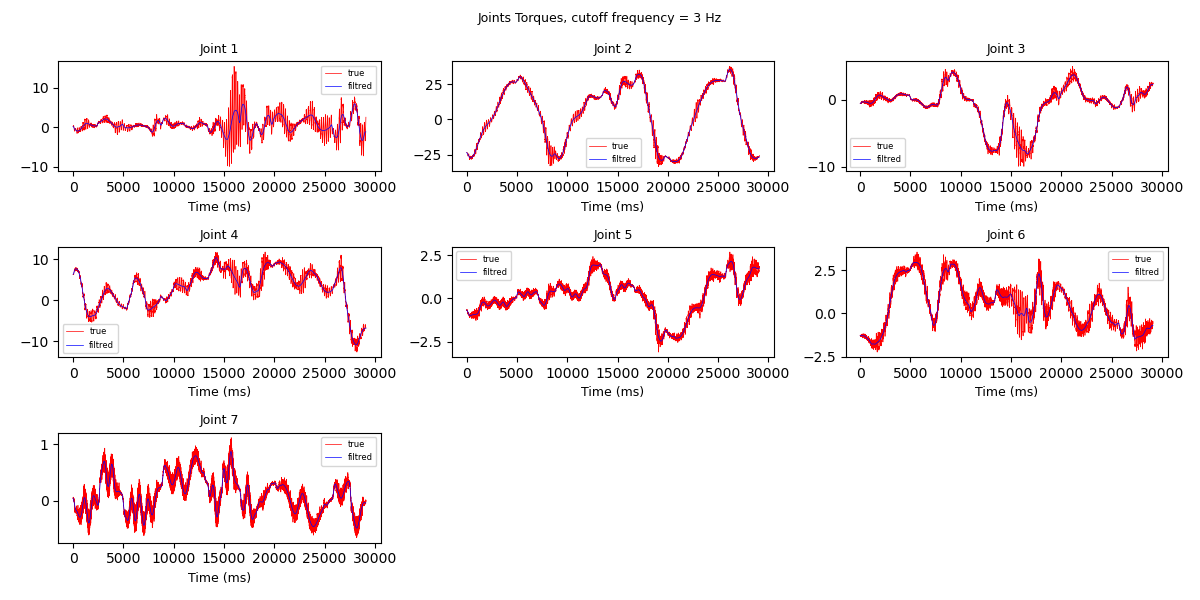 Joints Torques, cutoff frequency = 3 Hz
Joint 1
true
filtred
10
0
−10
0 5000 10000 15000 20000 25000 30000
Time (ms)
Joint 2
true
filtred
25
0
−25
0 5000 10000 15000 20000 25000 30000
Time (ms)
Joint 3
true
filtred
0
−10
0 5000 10000 15000 20000 25000 30000
Time (ms)
Joint 4
true
filtred
10
0
−10
0 5000 10000 15000 20000 25000 30000
Time (ms)
Joint 5
true
filtred
2.5
0.0
−2.5
0 5000 10000 15000 20000 25000 30000
Time (ms)
Joint 6
true
filtred
2.5
0.0
−2.5
0 5000 10000 15000 20000 25000 30000
Time (ms)
Joint 7
true
filtred
1
0
0 5000 10000 15000 20000 25000 30000
Time (ms)